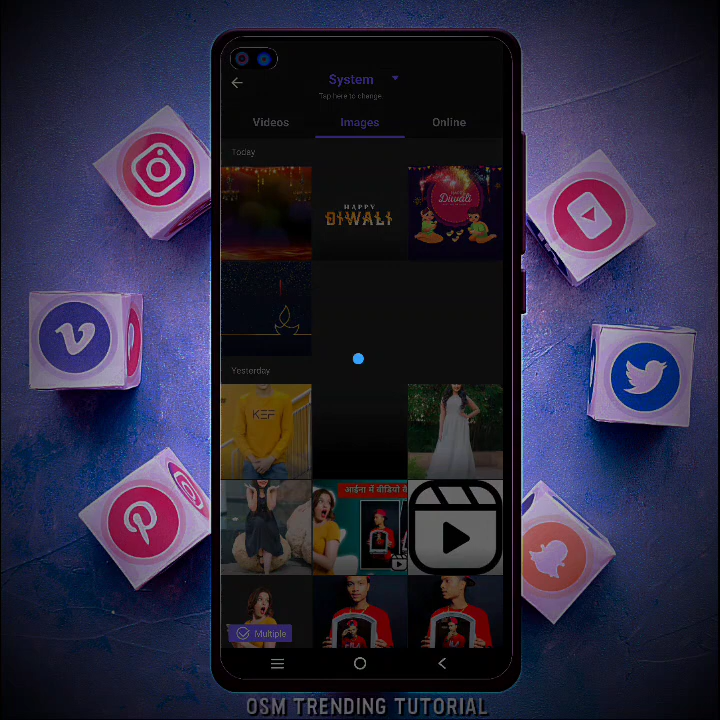 System
Tap here to change
Videos
Images
Online
Today
HAPPY
DIWALI
Diwali
Yesterday
KEF
आईना में वीडियो
Multiple
OSM TRENDING TUTORIAL